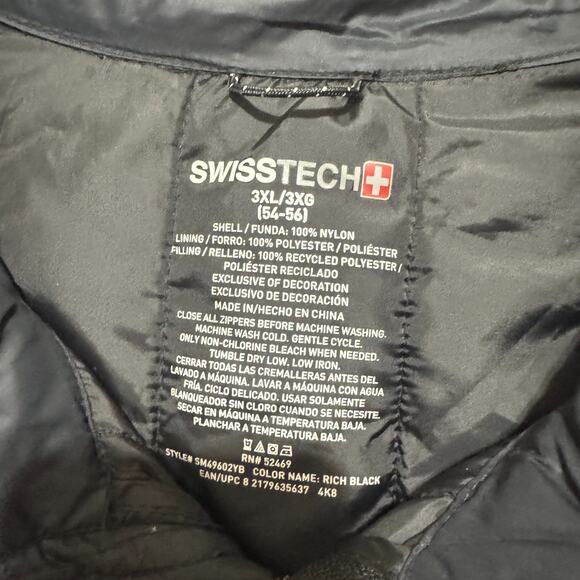 SWISSTECH
3XL/3XG
(54-56)
SHELL / FUNDA: 100% NYLON
LINING / FORRO: 100% POLYESTER / POLIÉSTER
FILLING / RELLENO: 100% RECYCLED POLYESTER /
POLIÉSTER RECICLADO
EXCLUSIVE OF DECORATION
EXCLUSIVO DE DECORACIÓN
MADE IN/HECHO EN CHINA
CLOSE ALL ZIPPERS BEFORE MACHINE WASHING.
MACHINE WASH COLD. GENTLE CYCLE.
ONLY NON-CHLORINE BLEACH WHEN NEEDED.
TUMBLE DRY LOW. LOW IRON.
CERRAR TODAS LAS CREMALLERAS ANTES DEL
LAVADO A MÁQUINA. LAVAR A MÁQUINA CON AGUA
FRÍA. CICLO DELICADO. USAR SOLAMENTE
BLANQUEADOR SIN CLORO CUANDO SE NECESITE.
SECAR EN MÁQUINA A TEMPERATURA BAJA.
PLANCHAR A TEMPERATURA BAJA.
RN# 52469
STYLE# SM49602YB COLOR NAME: RICH BLACK
EAN/UPC 8 2179635637 4K8